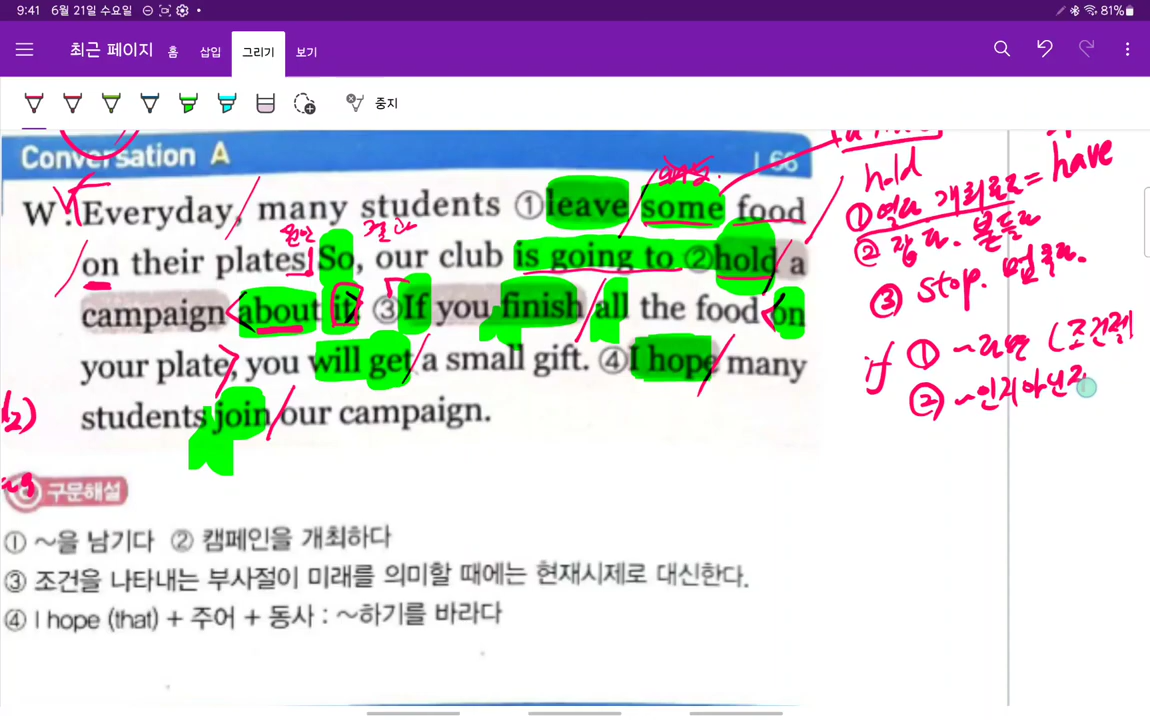 9:41 6월 21일 수요일 81%
최근 페이지 홈 삽입 그리기 보기
중지
Conversation A
hold
① 열다 개최하다 = have
② 잡다. 붙들다
③ stop. 멈추다.
if ① ~라면 (조건절)
② ~인지 아닌지
W: Everyday, many students ①leave some food
원인 결과
on their plates. So, our club is going to ②hold a
campaign about it. ③If you finish all the food on
your plate, you will get a small gift. ④I hope many
students join our campaign.
구문해설
① ~을 남기다 ② 캠페인을 개최하다
③ 조건을 나타내는 부사절이 미래를 의미할 때에는 현재시제로 대신한다.
④ I hope (that) + 주어 + 동사 : ~하기를 바라다